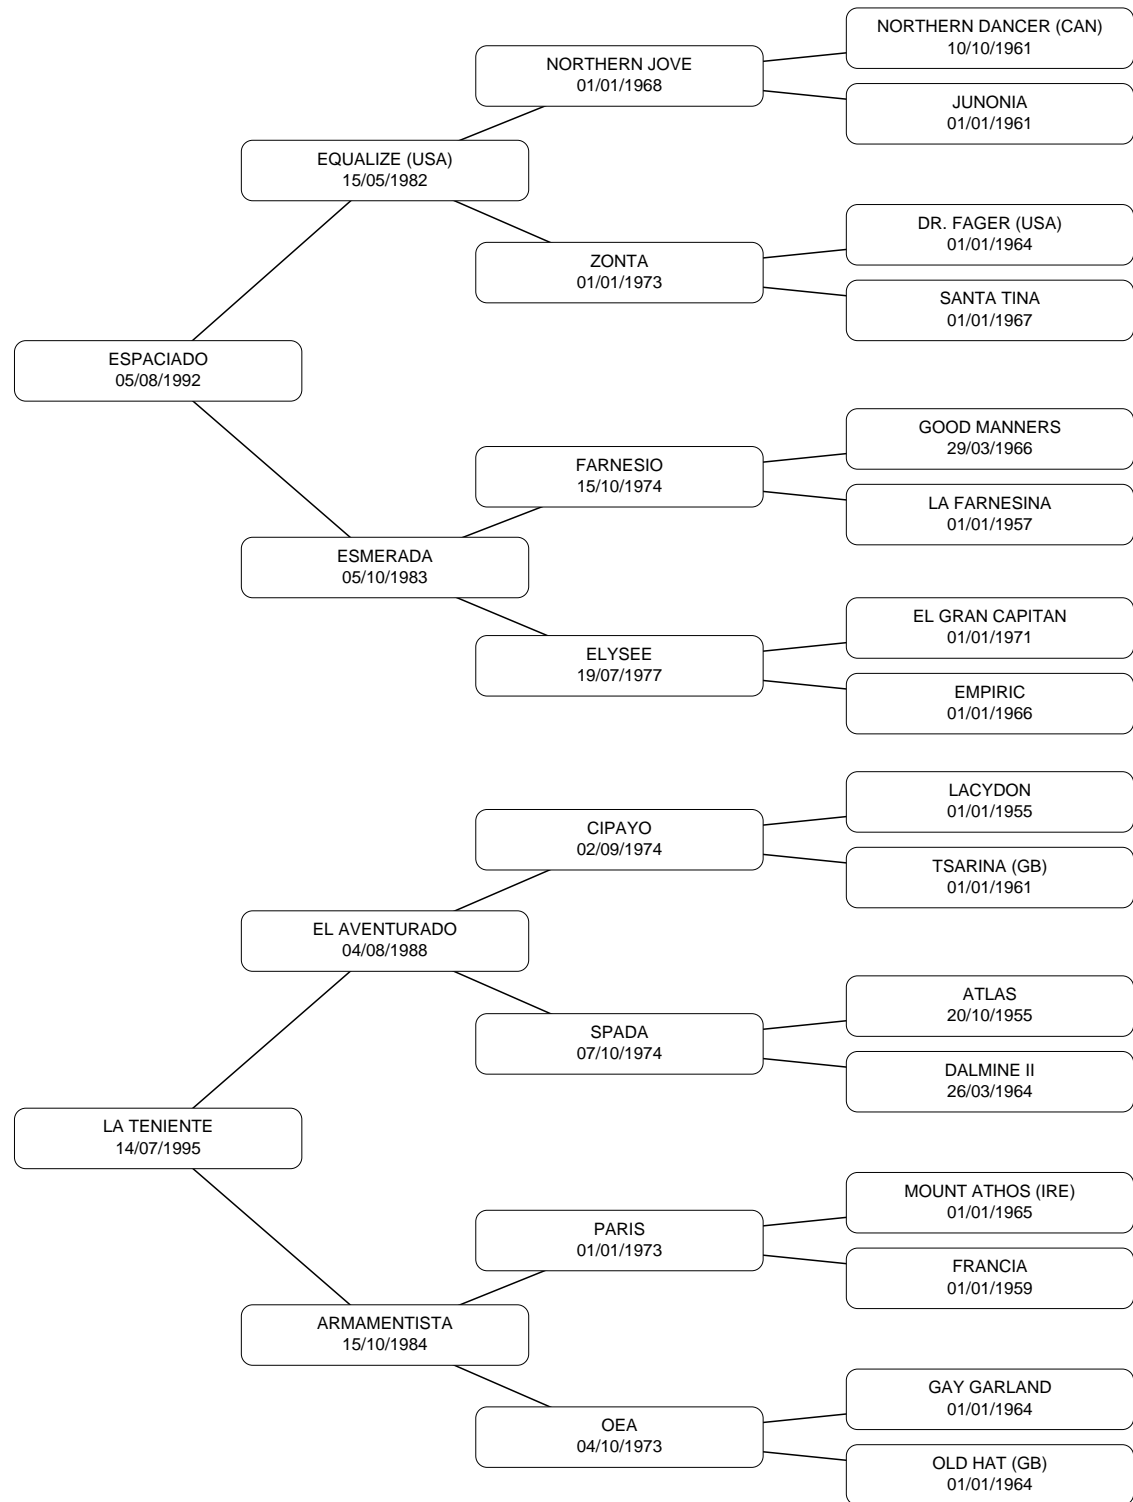 NORTHERN DANCER (CAN)
10/10/1961
NORTHERN JOVE
01/01/1968
JUNONIA
01/01/1961
EQUALIZE (USA)
15/05/1982
DR. FAGER (USA)
01/01/1964
ZONTA
01/01/1973
SANTA TINA
01/01/1967
ESPACIADO
05/08/1992
GOOD MANNERS
29/03/1966
FARNESIO
15/10/1974
LA FARNESINA
01/01/1957
ESMERADA
05/10/1983
EL GRAN CAPITAN
01/01/1971
ELYSEE
19/07/1977
EMPIRIC
01/01/1966
LACYDON
01/01/1955
CIPAYO
02/09/1974
TSARINA (GB)
01/01/1961
EL AVENTURADO
04/08/1988
ATLAS
20/10/1955
SPADA
07/10/1974
DALMINE II
26/03/1964
LA TENIENTE
14/07/1995
MOUNT ATHOS (IRE)
01/01/1965
PARIS
01/01/1973
FRANCIA
01/01/1959
ARMAMENTISTA
15/10/1984
GAY GARLAND
01/01/1964
OEA
04/10/1973
OLD HAT (GB)
01/01/1964